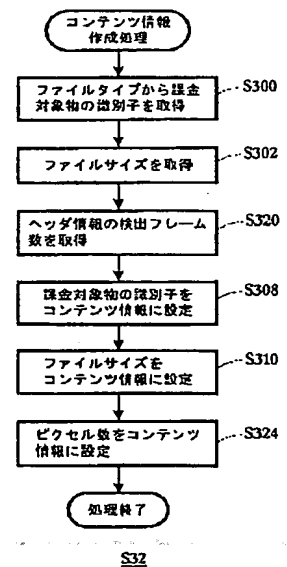 コンテンツ情報
作成処理
ファイルタイプから課金
対象物の識別子を取得
S300
ファイルサイズを取得
S302
ヘッダ情報の検出フレーム
数を取得
S320
課金対象物の識別子を
コンテンツ情報に設定
S308
ファイルサイズを
コンテンツ情報に設定
S310
ピクセル数をコンテンツ
情報に設定
S324
処理終了
S32